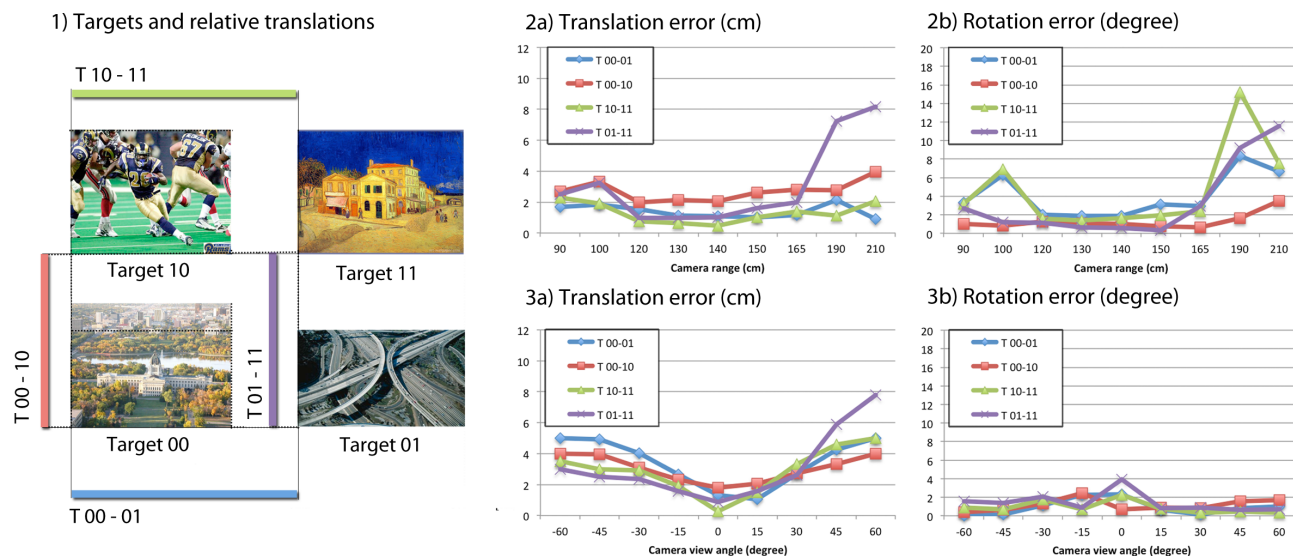 1) Targets and relative translations
T 10 - 11
Target 10
Target 11
T 00 - 10
T 01 - 11
Target 00
Target 01
T 00 - 01
87
26
Rams
2a) Translation error (cm)
12
10
8
6
4
2
0
T 00-01
T 00-10
T 10-11
T 01-11
90 100 120 130 140 150 165 190 210
Camera range (cm)
2b) Rotation error (degree)
20
18
16
14
12
10
8
6
4
2
0
T 00-01
T 00-10
T 10-11
T 01-11
90 100 120 130 140 150 165 190 210
Camera range (cm)
3a) Translation error (cm)
12
10
8
6
4
2
0
T 00-01
T 00-10
T 10-11
T 01-11
-60 -45 -30 -15 0 15 30 45 60
Camera view angle (degree)
3b) Rotation error (degree)
20
18
16
14
12
10
8
6
4
2
0
T 00-01
T 00-10
T 10-11
T 01-11
-60 -45 -30 -15 0 15 30 45 60
Camera view angle (degree)